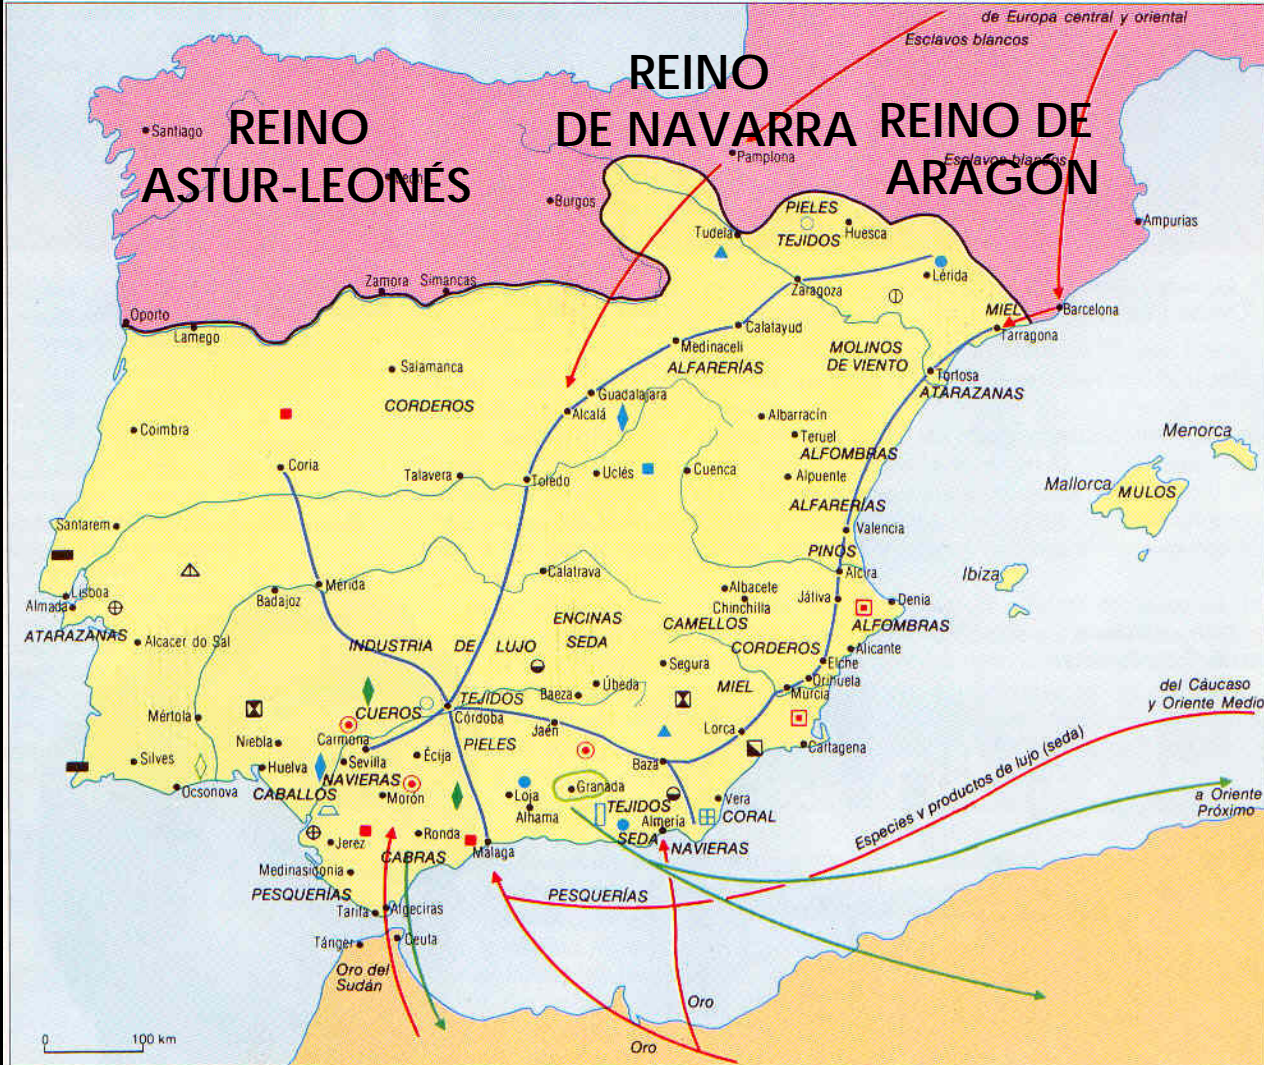 de Europa central y oriental
Esclavos blancos
REINO
DE NAVARRA
REINO DE
ARAGÓN
Esclavos blancos
REINO
ASTUR-LEONÉS
Santiago
León
Pamplona
Burgos
Ampurias
PIELES
TEJIDOS
Huesca
Tudela
Lérida
Zaragoza
Zamora
Simancas
Oporto
Lamego
MIEL
Barcelona
Tarragona
Calatayud
Medinaceli
ALFARERÍAS
MOLINOS
DE VIENTO
Salamanca
CORDEROS
Tortosa
ATARAZANAS
Guadalajara
Alcalá
Albarracín
Teruel
ALFOMBRAS
Coimbra
Menorca
Coria
Talavera
Toledo
Uclés
Cuenca
Alpuente
Mallorca
MULOS
ALFARERÍAS
Santarem
Valencia
PINOS
Alcira
Ibiza
Calatrava
Mérida
Badajoz
Albacete
Chinchilla
Játiva
Denia
Lisboa
Almada
ATARAZANAS
Alcacer do Sal
ENCINAS
SEDA
CAMELLOS
ALFOMBRAS
INDUSTRIA DE LUJO
CORDEROS
Alicante
Segura
Elche
Orihuela
MIEL
Murcia
Úbeda
Baeza
TEJIDOS
del Cáucaso
y Oriente Medio
Mértola
CUEROS
Córdoba
PIELES
Jaén
Lorca
Cartagena
Niebla
Carmona
Écija
Silves
Huelva
Sevilla
NAVIERAS
Baza
Especies y productos de lujo (seda)
Ocsonova
CABALLOS
Morón
Loja
Granada
Alhama
TEJIDOS
Vera
CORAL
a Oriente
Próximo
Jerez
Ronda
CABRAS
Málaga
SEDA
Almería
NAVIERAS
Medinasidonia
PESQUERÍAS
PESQUERÍAS
Tarifa
Algeciras
Tánger
Ceuta
Oro del
Sudán
Oro
Oro
0 100 km